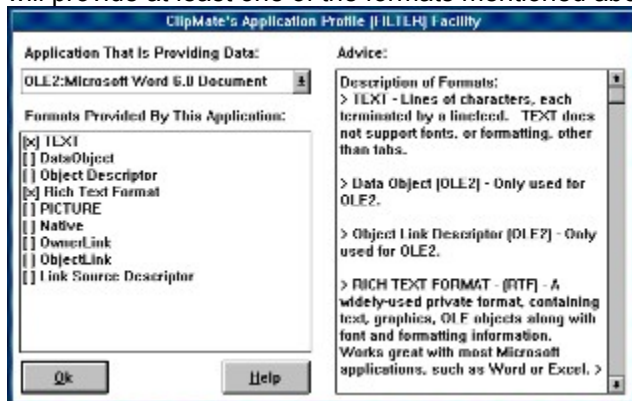 will provide at least one of the formats mentioned abo
ClipMate's Application Profile [FILTER] Facility
Application That Is Providing Data:
OLE2:Microsoft Word 6.0 Document
Formats Provided By This Application:
[x] TEXT
[ ] DataObject
[ ] Object Descriptor
[x] Rich Text Format
[ ] PICTURE
[ ] Native
[ ] OwnerLink
[ ] ObjectLink
[ ] Link Source Descriptor
Ok
Help
Advice:
Description of Formats:
> TEXT - Lines of characters, each
terminated by a linefeed. TEXT does
not support fonts, or formatting, other
than tabs.
> Data Object (OLE2) - Only used for
OLE2.
> Object Link Descriptor (OLE2) - Only
used for OLE2.
> RICH TEXT FORMAT - (RTF) - A
widely-used private format, containing
text, graphics, OLE objects along with
font and formatting information.
Works great with most Microsoft
applications, such as Word or Excel. >